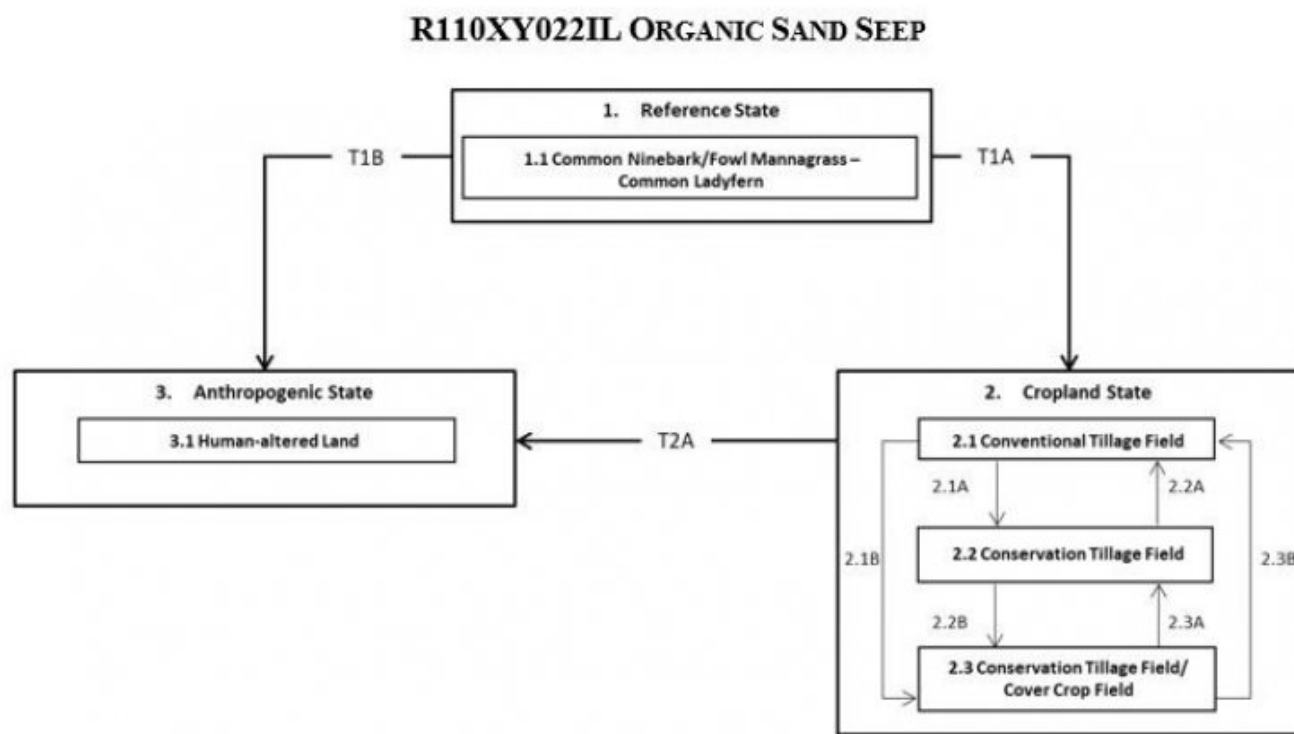 R110XY022IL ORGANIC SAND SEEP
1. Reference State
1.1 Common Ninebark/Fowl Mannagrass –
Common Ladyfern
T1B
T1A
3. Anthropogenic State
3.1 Human-altered Land
T2A
2. Cropland State
2.1 Conventional Tillage Field
2.1A
2.2A
2.2 Conservation Tillage Field
2.1B
2.3B
2.2B
2.3A
2.3 Conservation Tillage Field/
Cover Crop Field